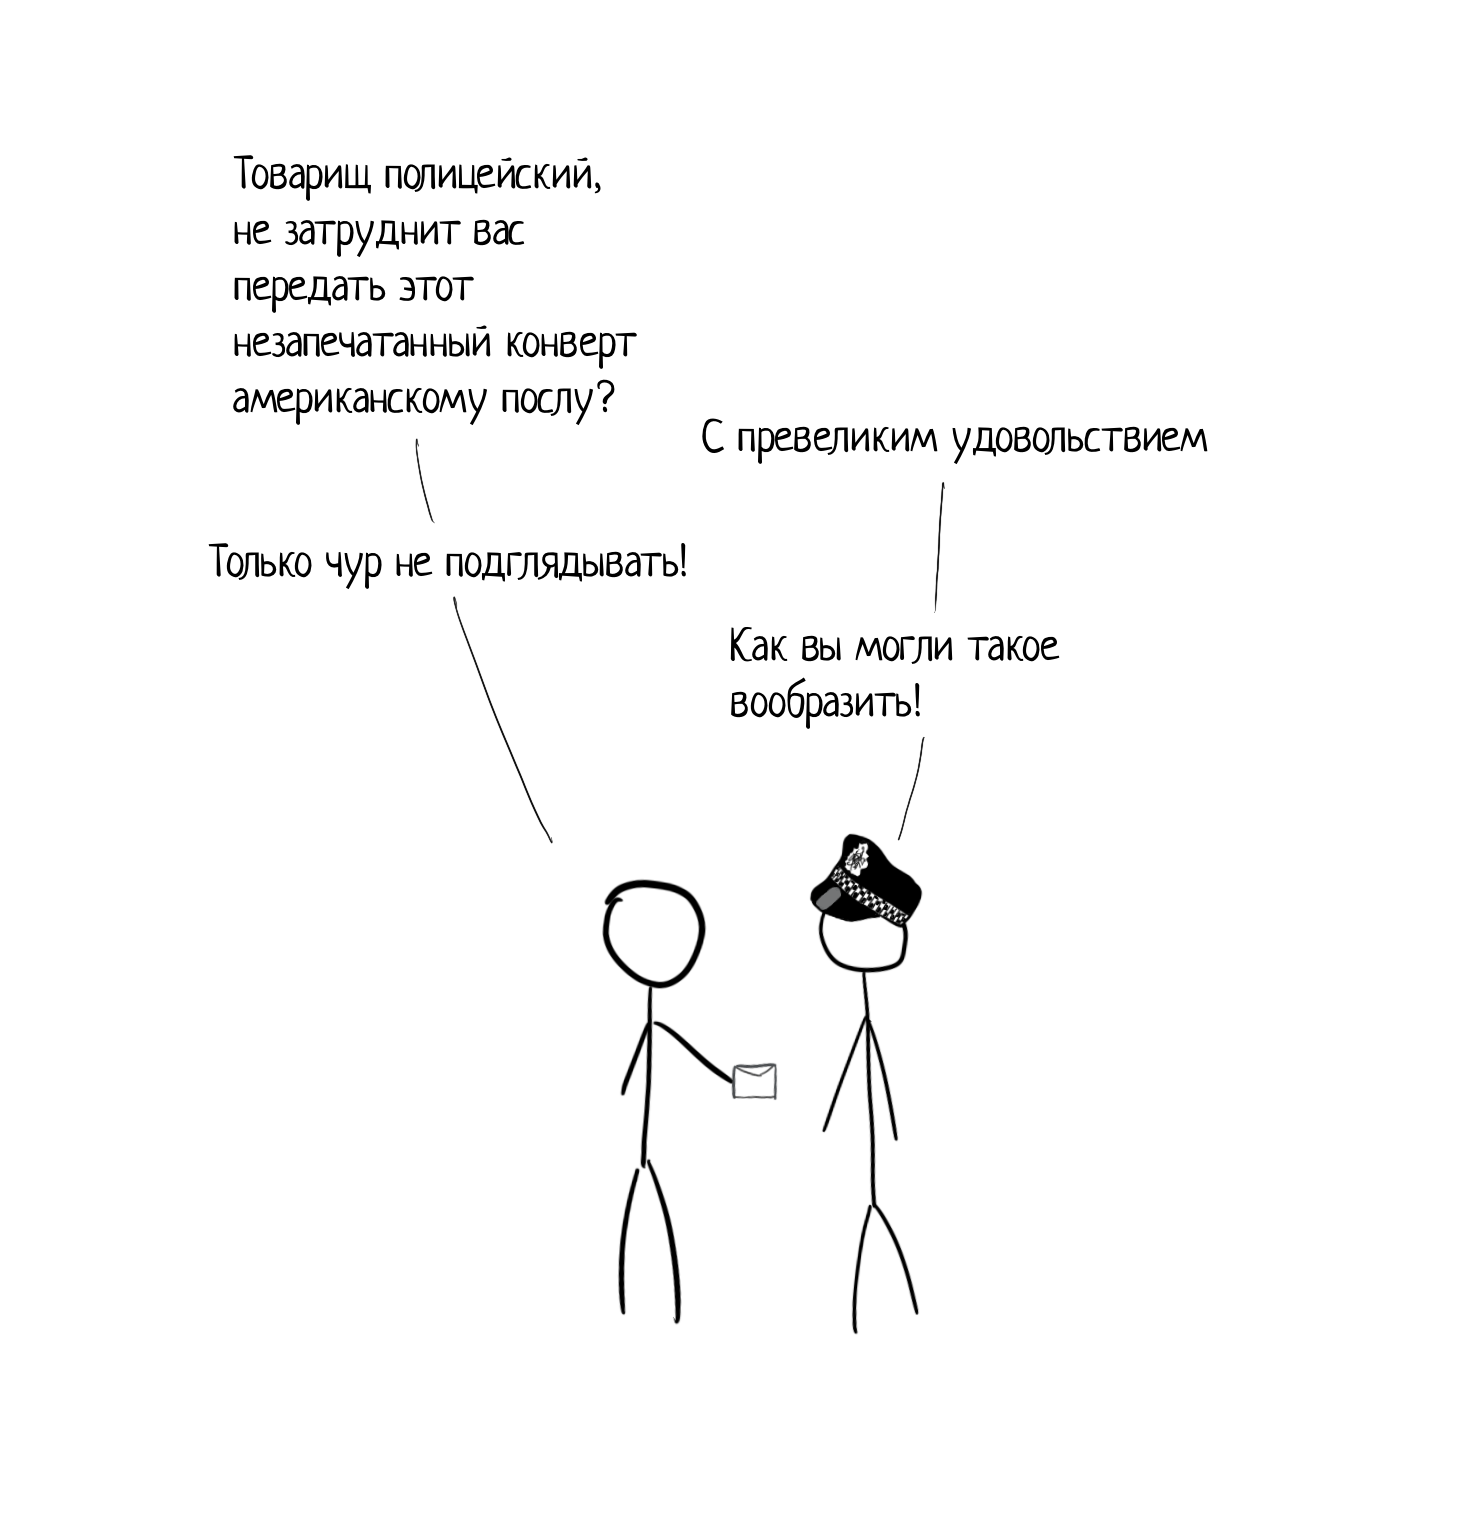 Товарищ полицейский,
не затруднит вас
передать этот
незапечатанный конверт
американскому послу?
С превеликим удовольствием
Только чур не подглядывать!
Как вы могли такое
вообразить!